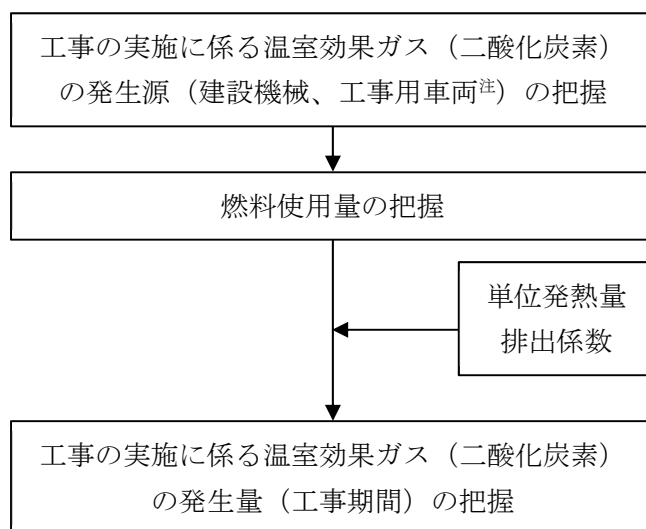 工事の実施に係る温室効果ガス（二酸化炭素）
の発生源（建設機械、工事用車両注）の把握
燃料使用量の把握
単位発熱量
排出係数
工事の実施に係る温室効果ガス（二酸化炭素）
の発生量（工事期間）の把握